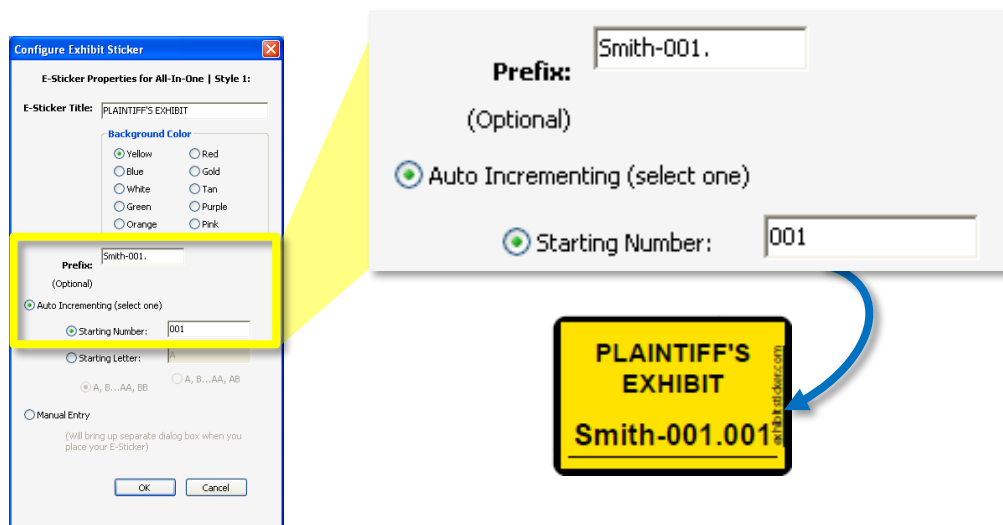 Configure Exhibit Sticker
E-Sticker Properties for All-In-One | Style 1:
E-Sticker Title: PLAINTIFF'S EXHIBIT
Background Color
Yellow Red
Blue Gold
White Tan
Green Purple
Orange Pink
Prefix: Smith-001.
(Optional)
Auto Incrementing (select one)
Starting Number: 001
Starting Letter: A
A, B...AA, BB A, B...AA, AB
Manual Entry
(Will bring up separate dialog box when you
place your E-Sticker)
OK Cancel
Prefix: Smith-001.
(Optional)
Auto Incrementing (select one)
Starting Number: 001
PLAINTIFF'S
EXHIBIT
Smith-001.001
exhibitsticker.com